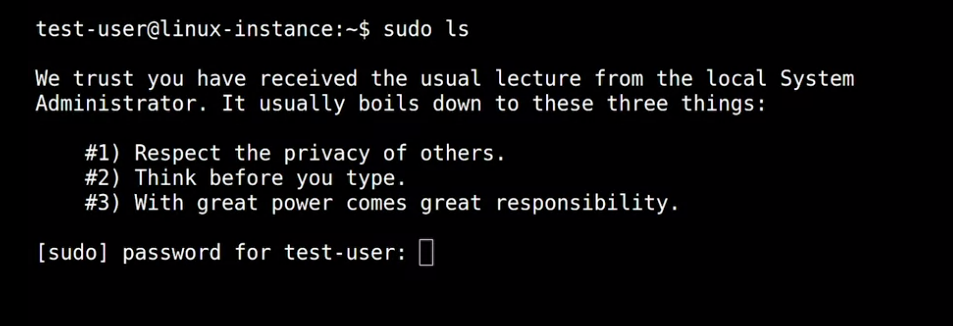 test-user@linux-instance:~$ sudo ls
We trust you have received the usual lecture from the local System
Administrator. It usually boils down to these three things:
#1) Respect the privacy of others.
#2) Think before you type.
#3) With great power comes great responsibility.
[sudo] password for test-user: